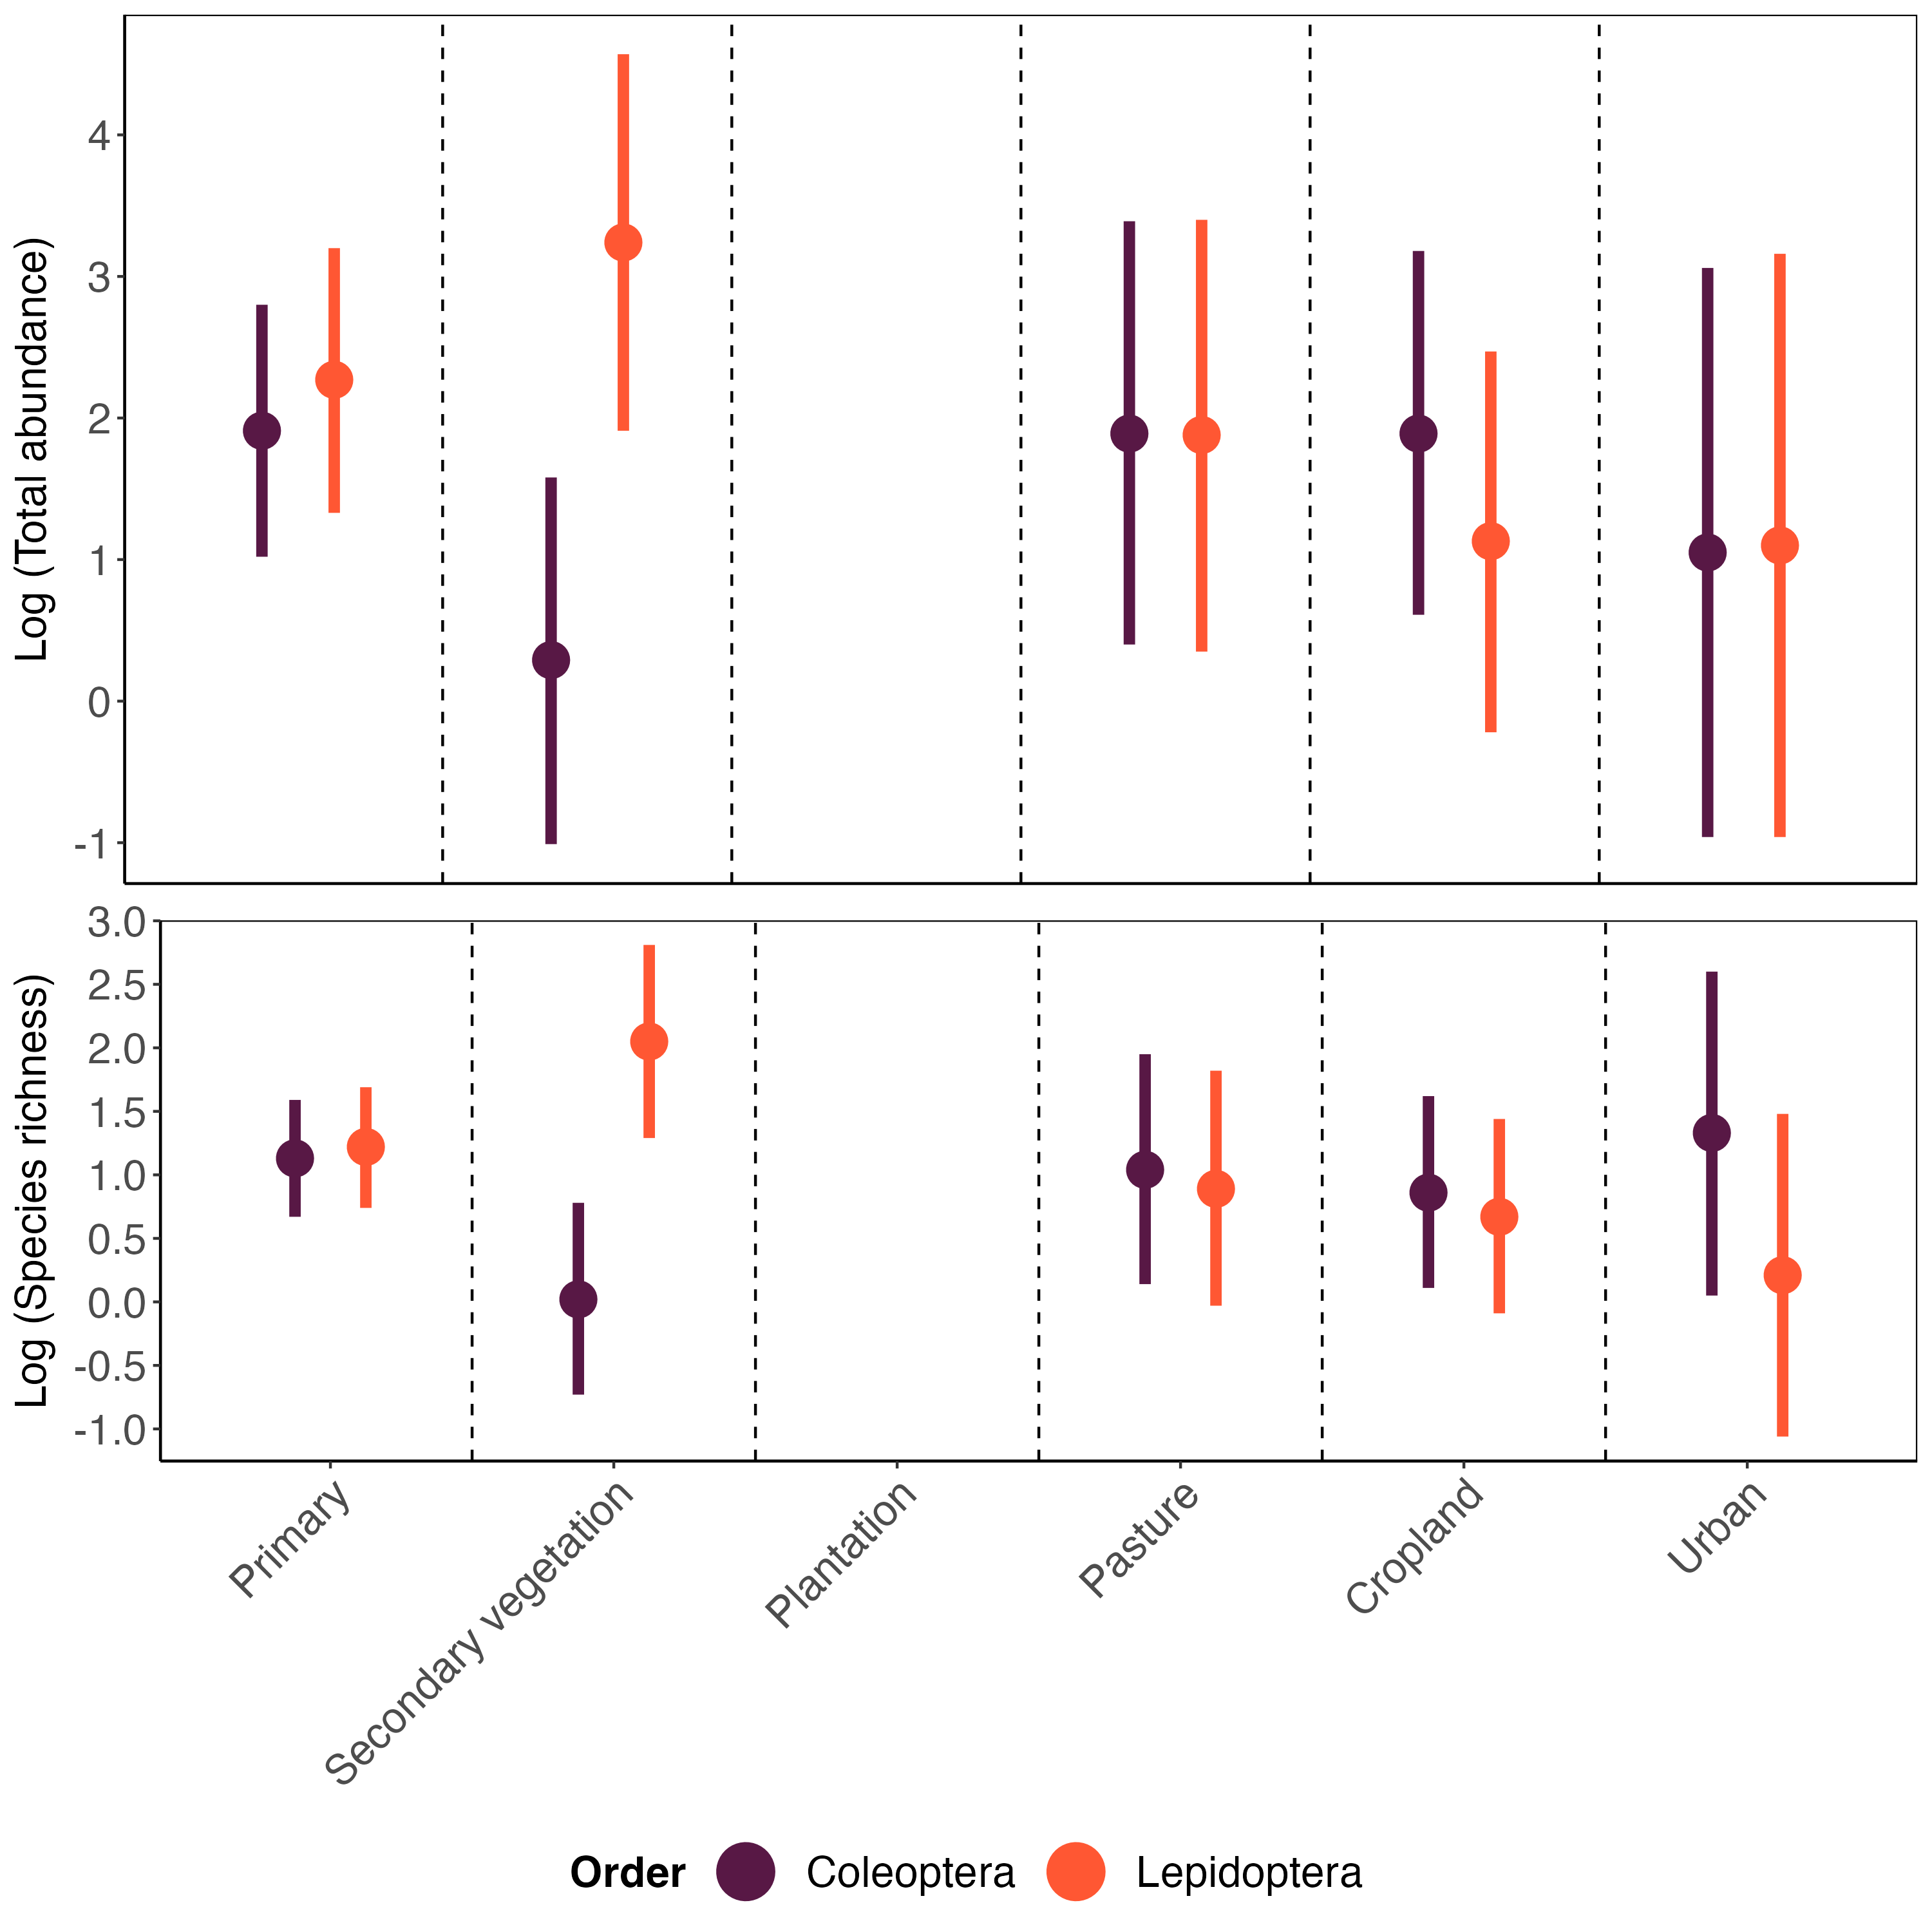 Log (Total abundance)
4
3
2
1
0
-1
Log (Species richness)
3.0
2.5
2.0
1.5
1.0
0.5
0.0
-0.5
-1.0
Primary
Secondary vegetation
Plantation
Pasture
Cropland
Urban
Order Coleoptera Lepidoptera